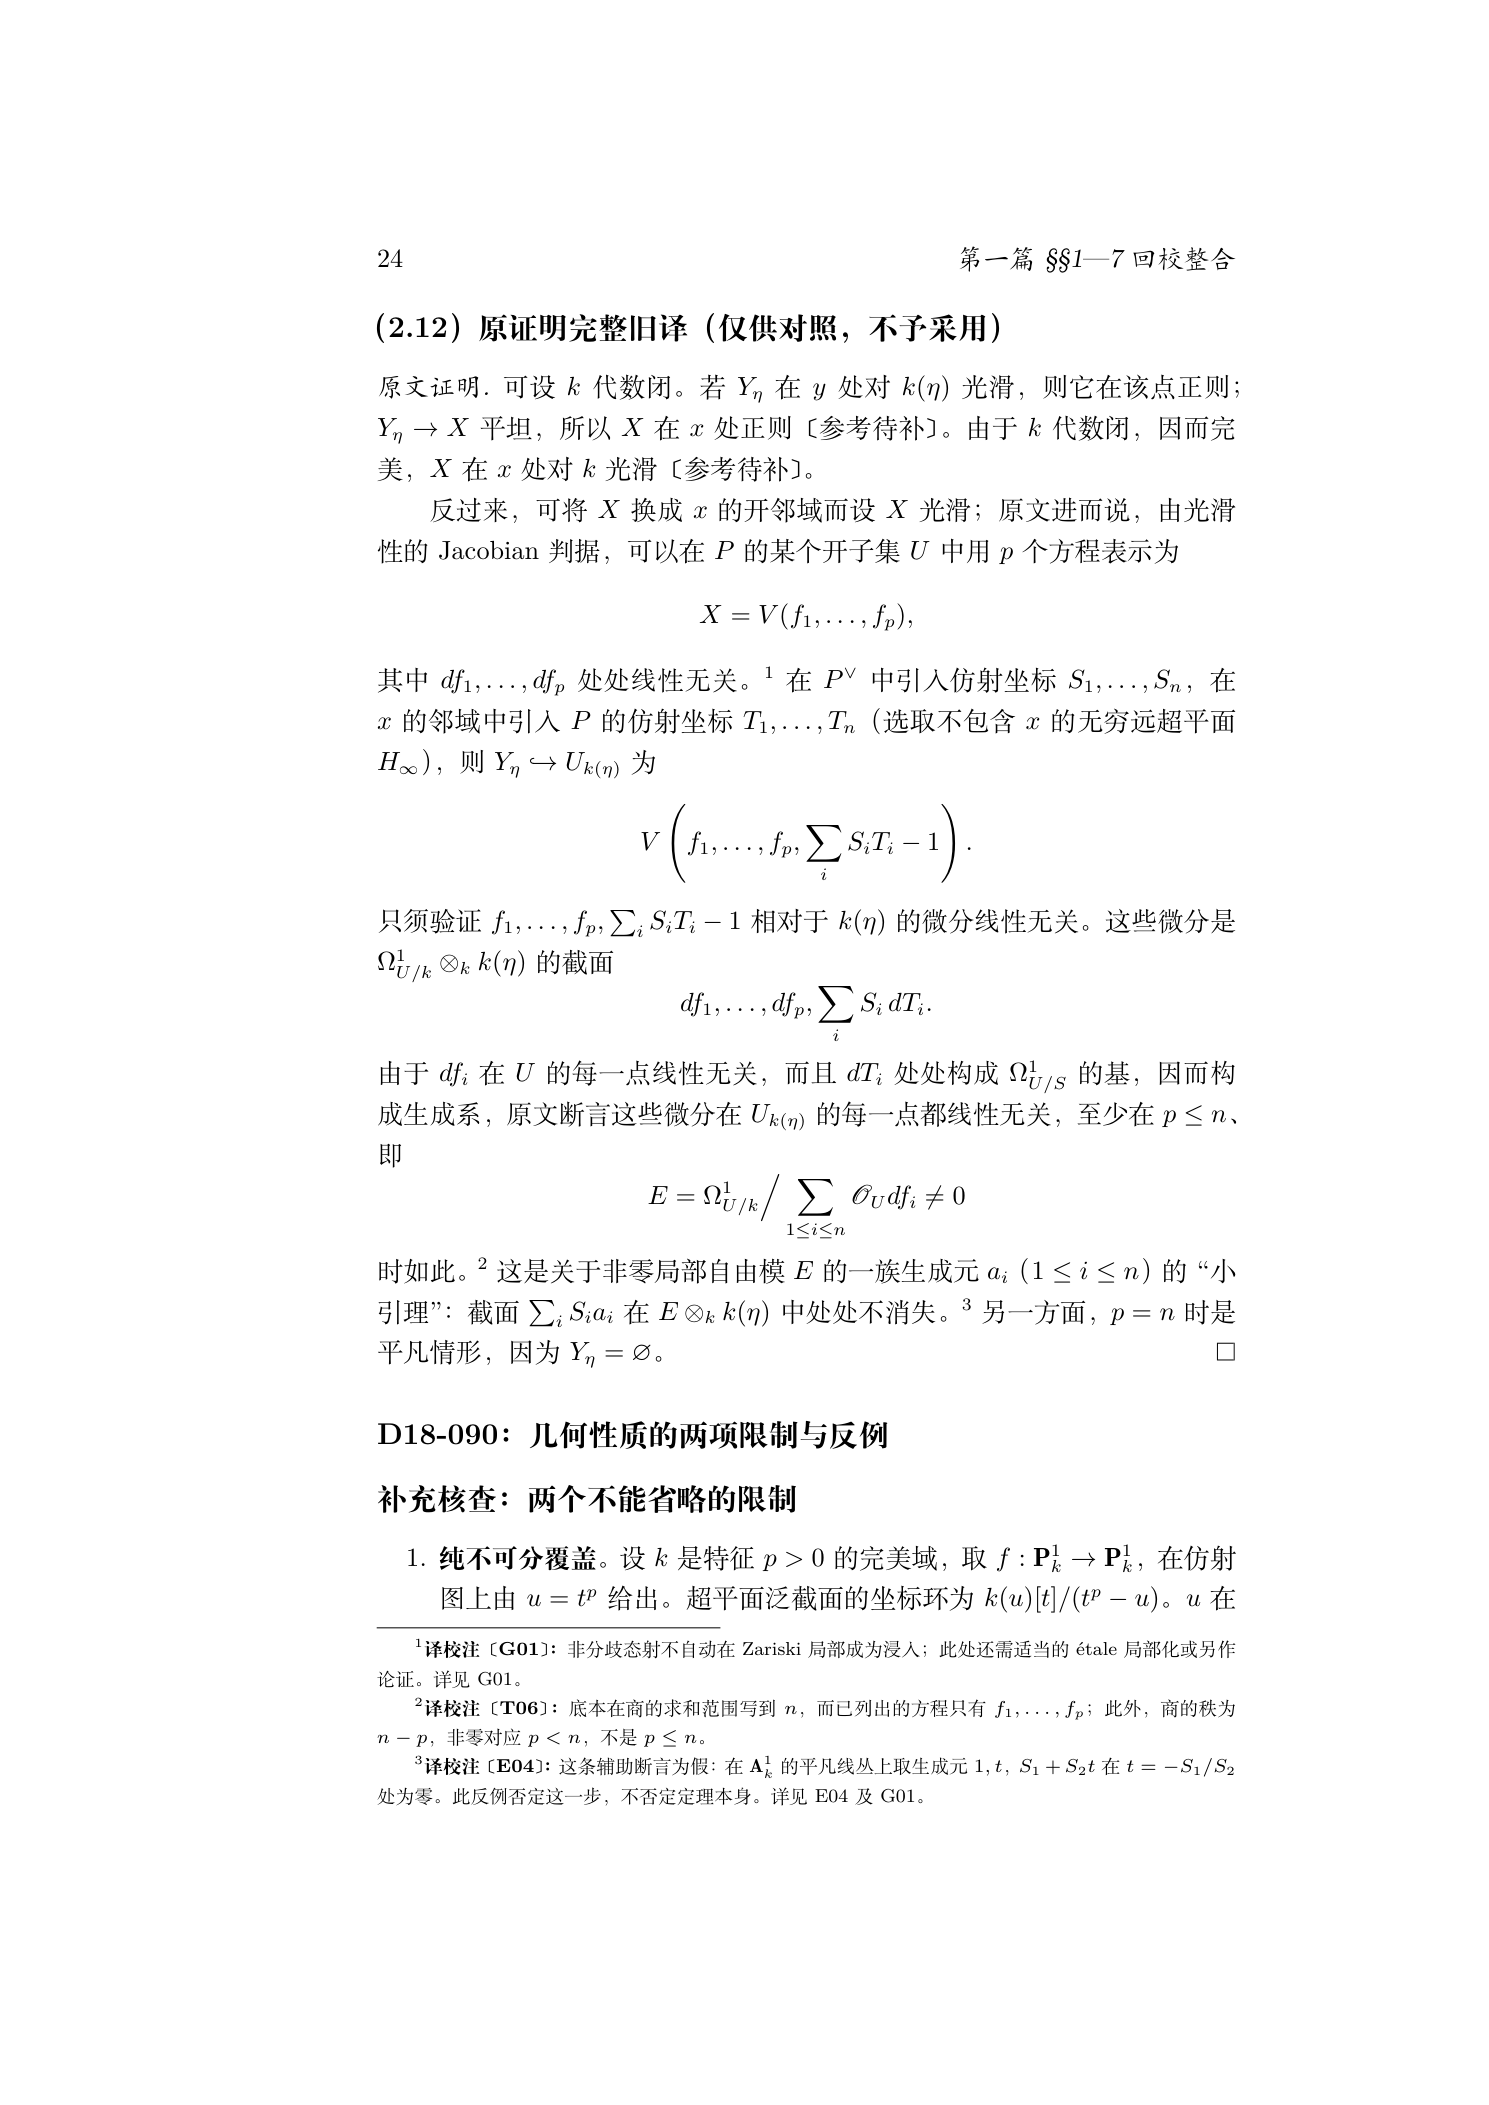 24 第一篇 §§1—7 回校整合
(2.12) 原证明完整旧译（仅供对照，不予采用）
原文证明. 可设 k 代数闭。若 Y_η 在 y 处对 k(η) 光滑，则它在该点正则；
Y_η → X 平坦，所以 X 在 x 处正则〔参考待补〕。由于 k 代数闭，因而完
美，X 在 x 处对 k 光滑〔参考待补〕。
反过来，可将 X 换成 x 的开邻域而设 X 光滑；原文进而说，由光滑
性的 Jacobian 判据，可以在 P 的某个开子集 U 中用 p 个方程表示为
X = V(f_1, . . . , f_p),
其中 df_1, . . . , df_p 处处线性无关。¹ 在 P^∨ 中引入仿射坐标 S_1, . . . , S_n，在
x 的邻域中引入 P 的仿射坐标 T_1, . . . , T_n（选取不包含 x 的无穷远超平面
H_∞），则 Y_η ↪ U_{k(η)} 为
V (f_1, . . . , f_p, ∑_i S_iT_i − 1).
只须验证 f_1, . . . , f_p, ∑_i S_iT_i − 1 相对于 k(η) 的微分线性无关。这些微分是
Ω^1_{U/k} ⊗_k k(η) 的截面
df_1, . . . , df_p, ∑_i S_i dT_i.
由于 df_i 在 U 的每一点线性无关，而且 dT_i 处处构成 Ω^1_{U/S} 的基，因而构
成生成系，原文断言这些微分在 U_{k(η)} 的每一点都线性无关，至少在 p ≤ n、
即
E = Ω^1_{U/k} / ∑_{1≤i≤n} 𝒪_U df_i ≠ 0
时如此。² 这是关于非零局部自由模 E 的一族生成元 a_i（1 ≤ i ≤ n）的 “小
引理”：截面 ∑_i S_ia_i 在 E ⊗_k k(η) 中处处不消失。³ 另一方面，p = n 时是
平凡情形，因为 Y_η = ∅。 □
D18-090：几何性质的两项限制与反例
补充核查：两个不能省略的限制
1. 纯不可分覆盖。设 k 是特征 p > 0 的完美域，取 f : P^1_k → P^1_k，在仿射
图上由 u = t^p 给出。超平面泛截面的坐标环为 k(u)[t]/(t^p − u)。u 在
¹译校注〔G01〕：非分歧态射不自动在 Zariski 局部成为浸入；此处还需适当的 étale 局部化或另作
论证。详见 G01。
²译校注〔T06〕：底本在商的求和范围写到 n，而已列出的方程只有 f_1, . . . , f_p；此外，商的秩为
n − p，非零对应 p < n，不是 p ≤ n。
³译校注〔E04〕：这条辅助断言为假：在 A^1_k 的平凡线丛上取生成元 1, t, S_1 + S_2t 在 t = −S_1/S_2
处为零。此反例否定这一步，不否定定理本身。详见 E04 及 G01。